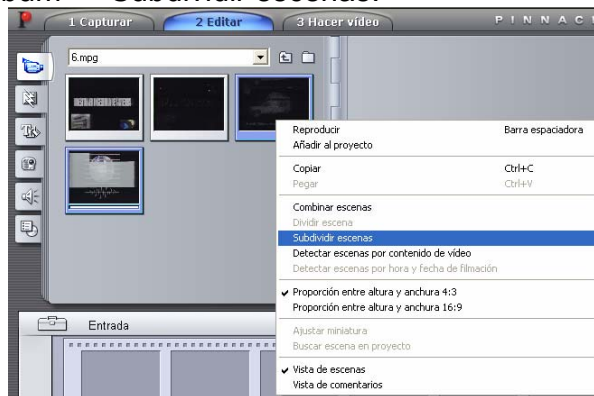 Subdividir escenas.
1 Capturar 2 Editar 3 Hacer vídeo PINNAC
6.mpg
Reproducir Barra espaciadora
Añadir al proyecto
Copiar Ctrl+C
Pegar Ctrl+V
Combinar escenas
Dividir escena
Subdividir escenas
Detectar escenas por contenido de vídeo
Detectar escenas por hora y fecha de filmación
Proporción entre altura y anchura 4:3
Proporción entre altura y anchura 16:9
Ajustar miniatura
Buscar escena en proyecto
Vista de escenas
Vista de comentarios
Entrada